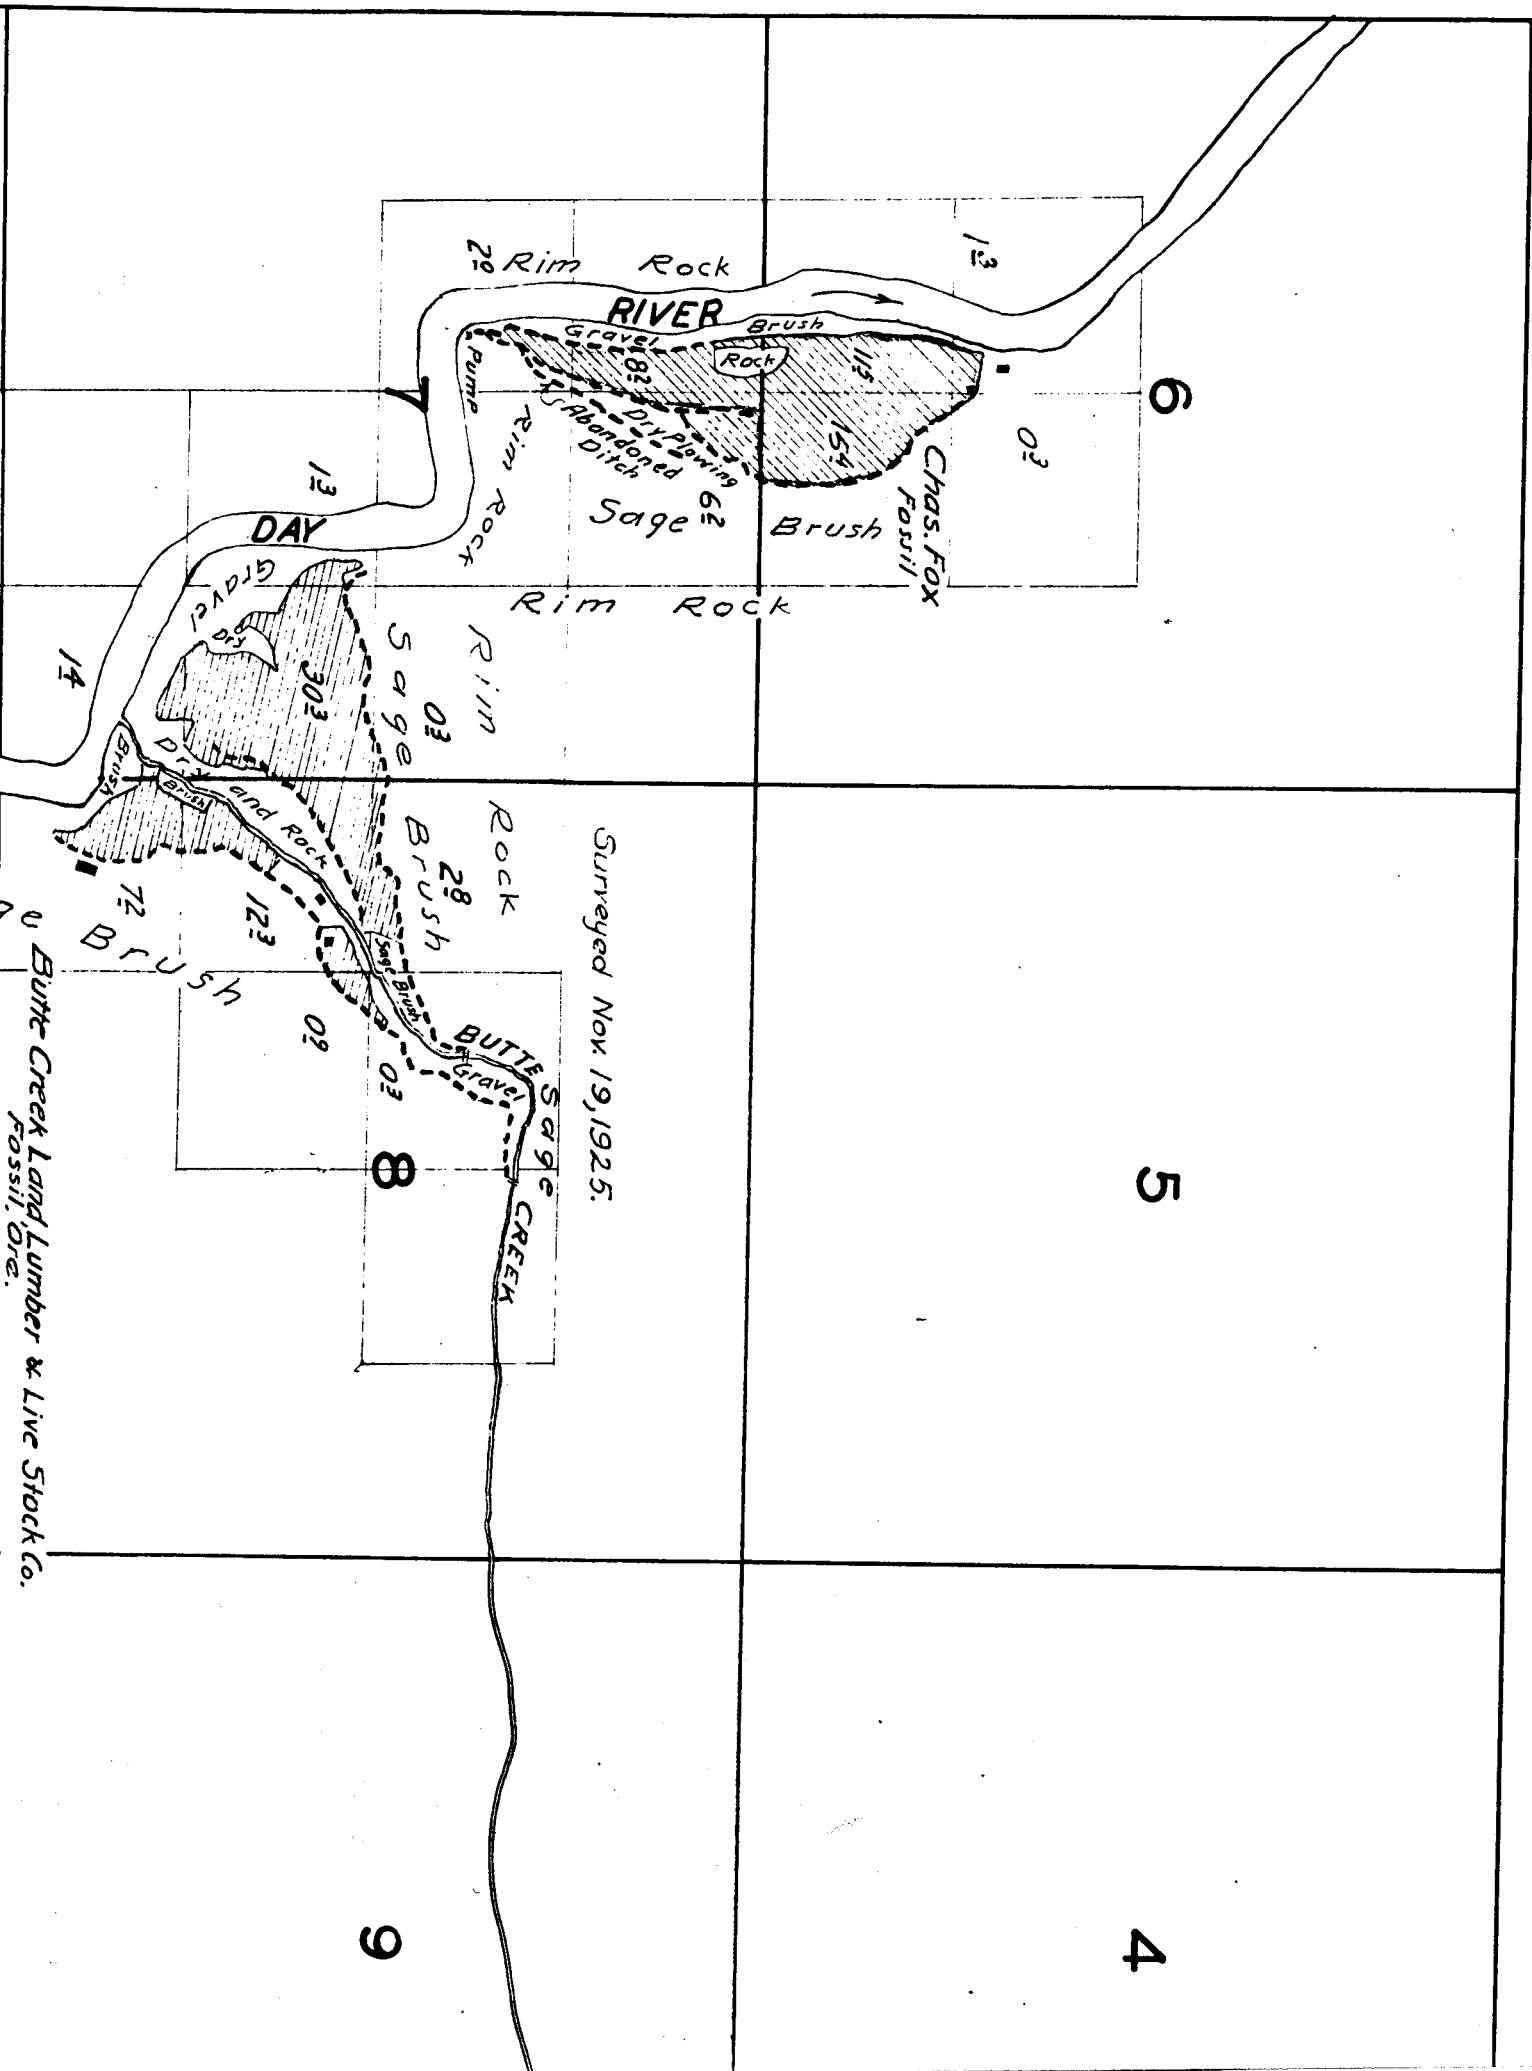 6
5
4
1 3
0 3
Chas. Fox
Fossil
Rim Rock
2 0
RIVER
Gravel
Brush
Rock
11 5
8 2
15 4
Dry Plowing
Abandoned
Ditch
Pump
6 2
Sage Brush
Rim Rock
Rim Rock
7
1 3
DAY
Gravel
Dry
30 3
1 4
Rim Rock
0 3
2 8
Sage Brush
Surveyed Nov. 19, 1925.
Brush
Dry and Rock
Brush
7 2
12 3
Brush
Sage Brush
0 9
0 3
BUTTE CREEK
Gravel
Sage
8
9
Butte Creek Land, Lumber & Live Stock Co.
Fossil, Ore.